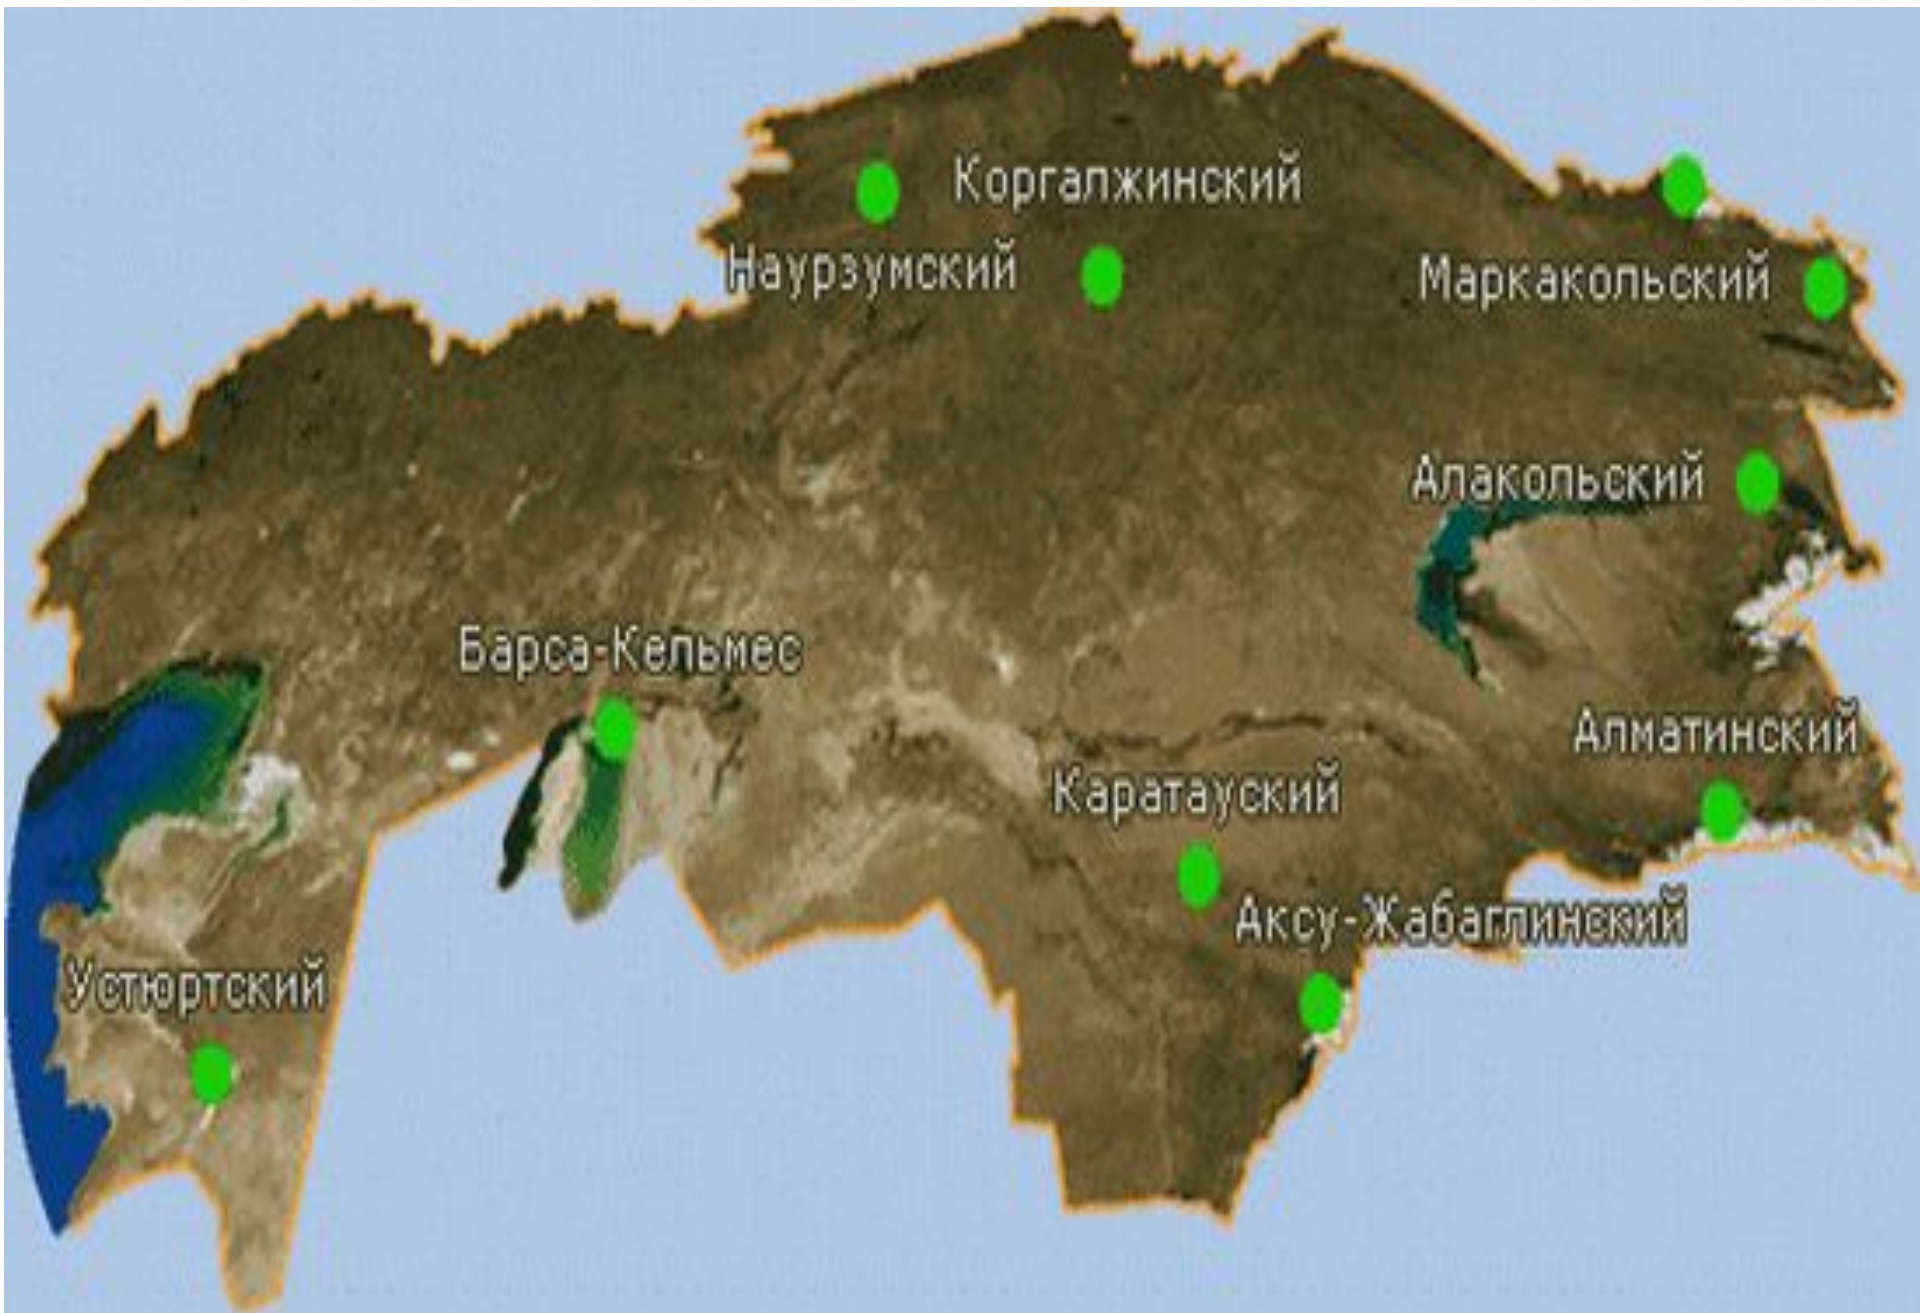 Коргалжинский
Наурзумский
Маркакольский
Алакольский
Барса-Кельмес
Алматинский
Каратауский
Аксу-Жабаглинский
Устюртский